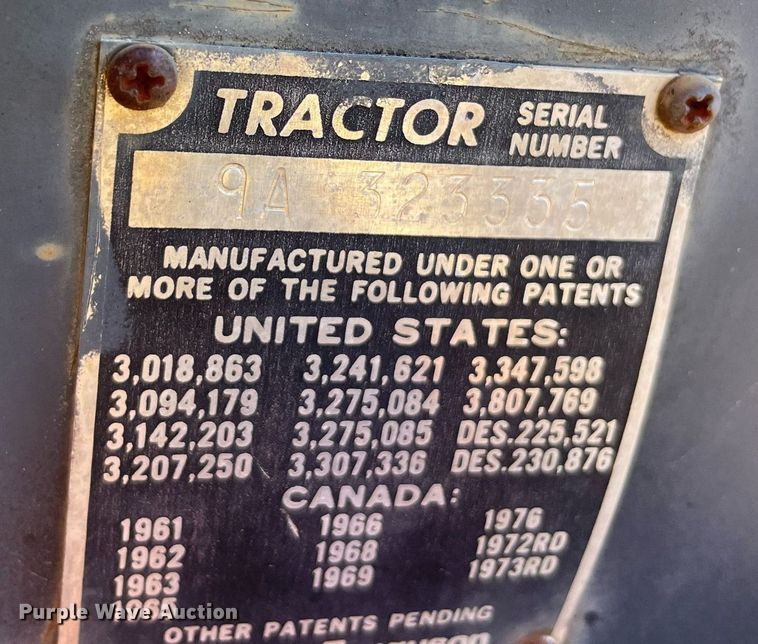 TRACTOR SERIAL NUMBER
9A 323335
MANUFACTURED UNDER ONE OR
MORE OF THE FOLLOWING PATENTS
UNITED STATES:
3,018,863 3,241,621 3,347,598
3,094,179 3,275,084 3,807,769
3,142,203 3,275,085 DES.225,521
3,207,250 3,307,336 DES.230,876
CANADA:
1961 1966 1976
1962 1968 1972RD
1963 1969 1973RD
OTHER PATENTS PENDING
Purple Wave Auction